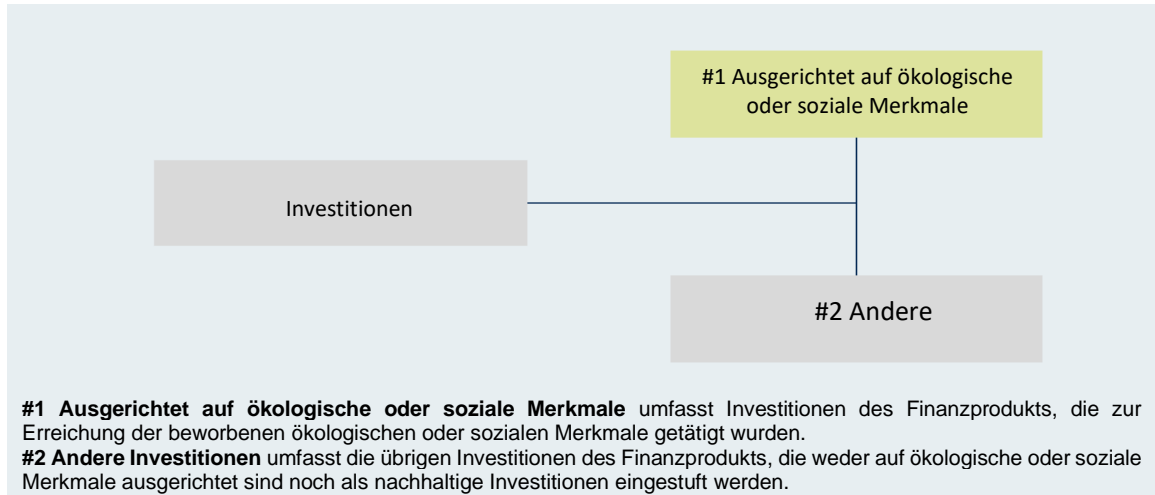 #1 Ausgerichtet auf ökologische
oder soziale Merkmale
Investitionen
#2 Andere
#1 Ausgerichtet auf ökologische oder soziale Merkmale umfasst Investitionen des Finanzprodukts, die zur
Erreichung der beworbenen ökologischen oder sozialen Merkmale getätigt wurden.
#2 Andere Investitionen umfasst die übrigen Investitionen des Finanzprodukts, die weder auf ökologische oder soziale
Merkmale ausgerichtet sind noch als nachhaltige Investitionen eingestuft werden.